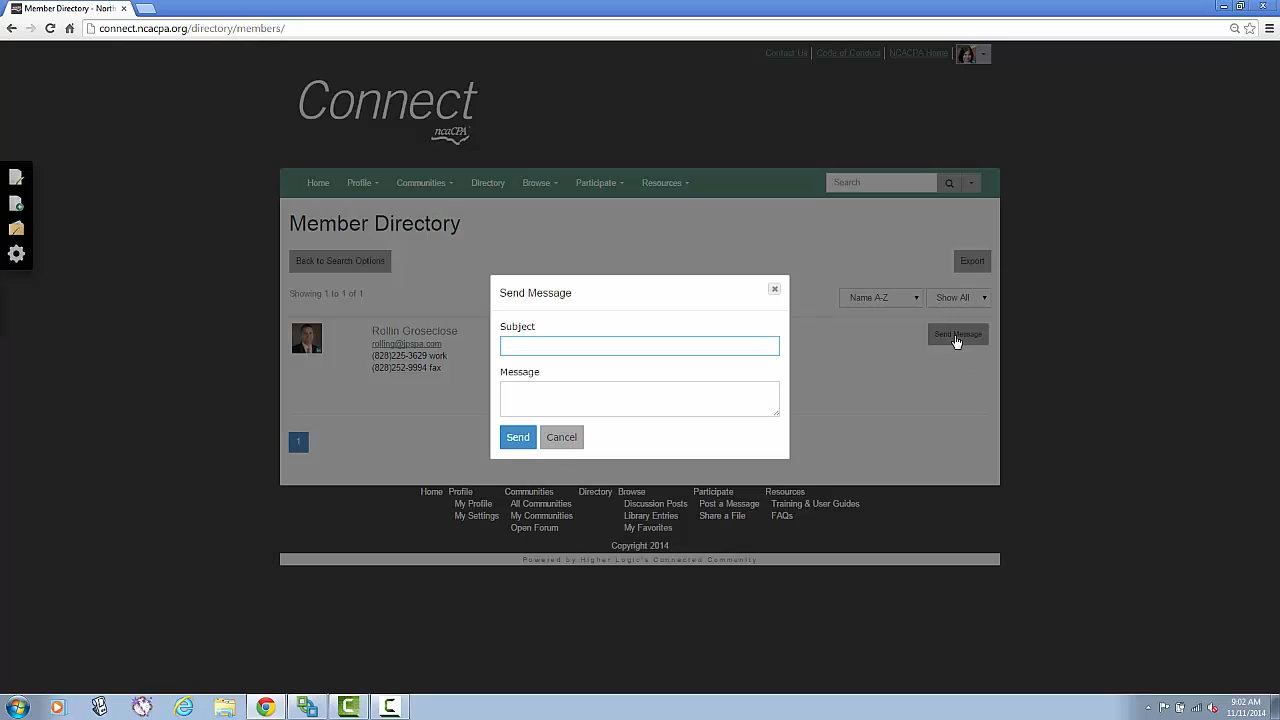 Member Directory - North
connect.ncacpa.org/directory/members/
Contact Us | Code of Conduct | NCACPA Home
Connect
ncaCPA
Home Profile Communities Directory Browse Participate Resources Search
Member Directory
Back to Search Options Export
Showing 1 to 1 of 1 Name A-Z Show All
Rollin Groseclose Send Message
rolling@lpspa.com
(828)225-3629 work
(828)252-9994 fax
Send Message
Subject
Message
Send Cancel
1
Home Profile Communities Directory Browse Participate Resources
My Profile All Communities Discussion Posts Post a Message Training & User Guides
My Settings My Communities Library Entries Share a File FAQs
Open Forum My Favorites
Copyright 2014
Powered by Higher Logic's Connected Community
9:02 AM
11/11/2014